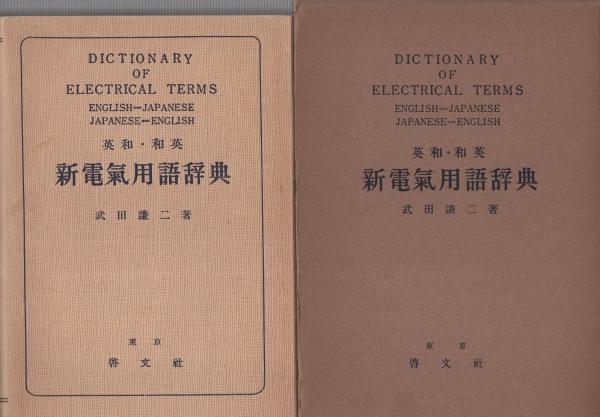 DICTIONARY
OF
ELECTRICAL TERMS
ENGLISH—JAPANESE
JAPANESE—ENGLISH
英和・和英
新電氣用語辞典
武田謙二著
東京
啓文社
DICTIONARY
OF
ELECTRICAL TERMS
ENGLISH—JAPANESE
JAPANESE—ENGLISH
英和・和英
新電氣用語辞典
武田謙二著
東京
啓文社